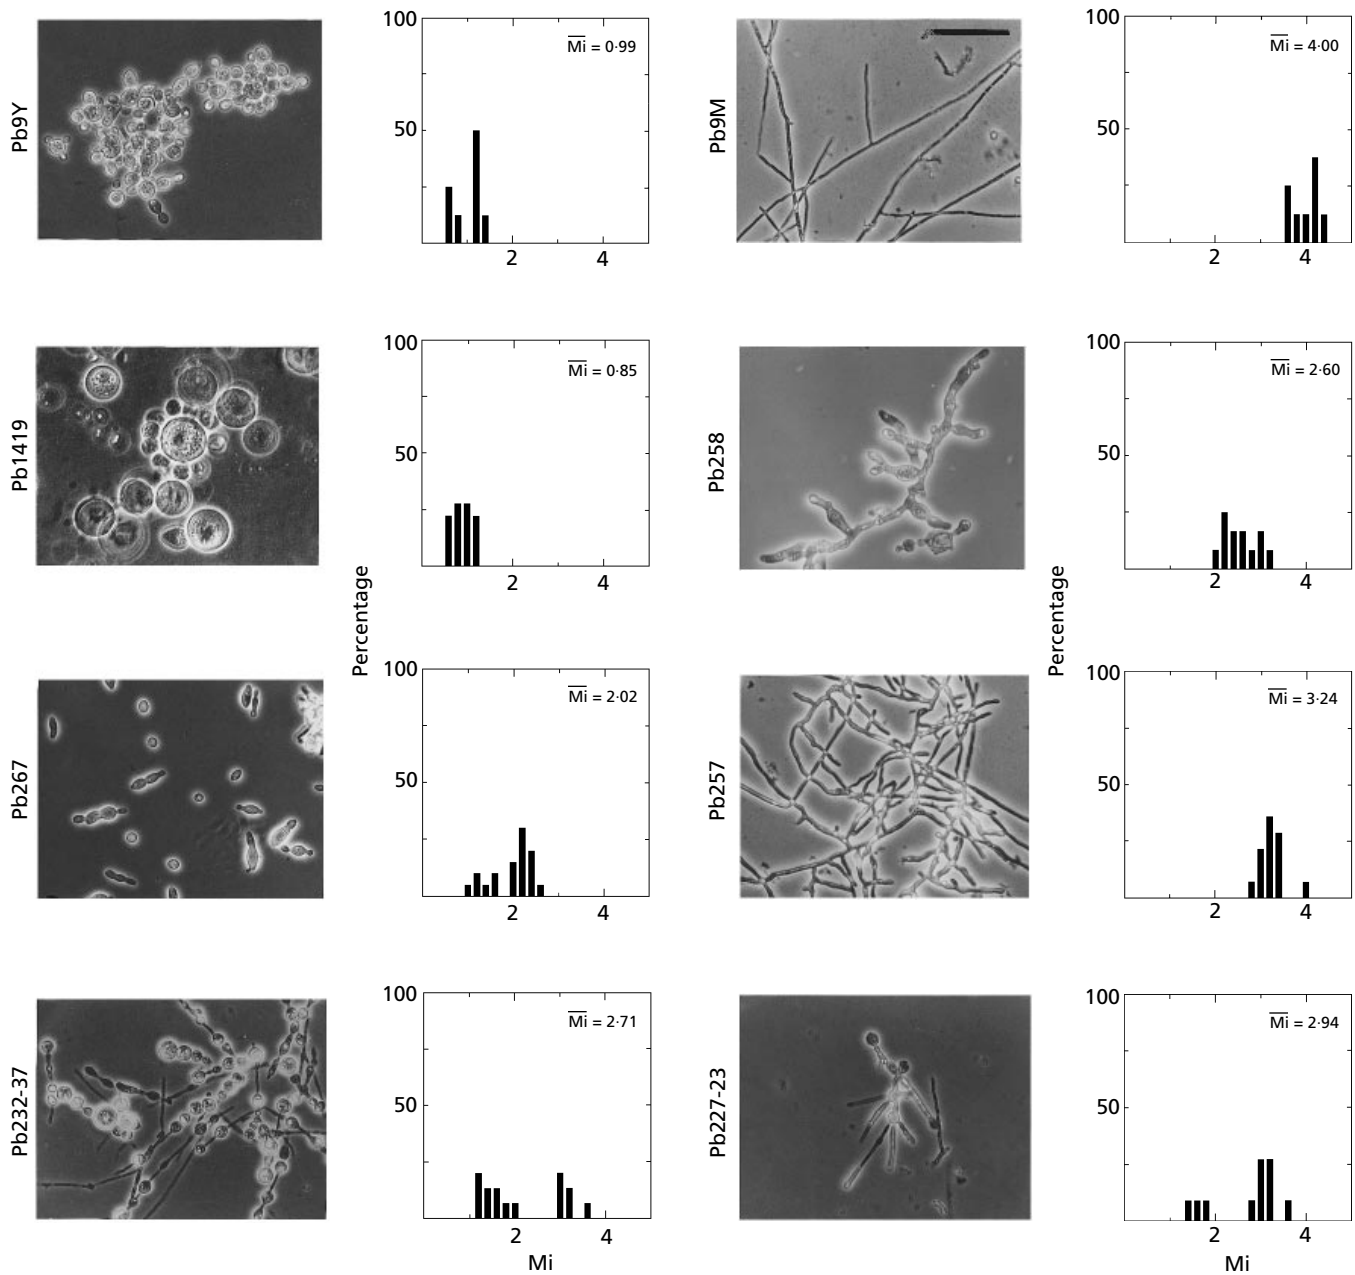 Pb9Y
100
50
2
4
Mi = 0·99
Pb9M
100
50
2
4
Mi = 4·00
Pb1419
100
50
2
4
Mi = 0·85
Pb258
100
50
2
4
Mi = 2·60
Percentage
Percentage
Pb267
100
50
2
4
Mi = 2·02
Pb257
100
50
2
4
Mi = 3·24
Pb232-37
100
50
2
4
Mi = 2·71
Mi
Pb227-23
100
50
2
4
Mi = 2·94
Mi